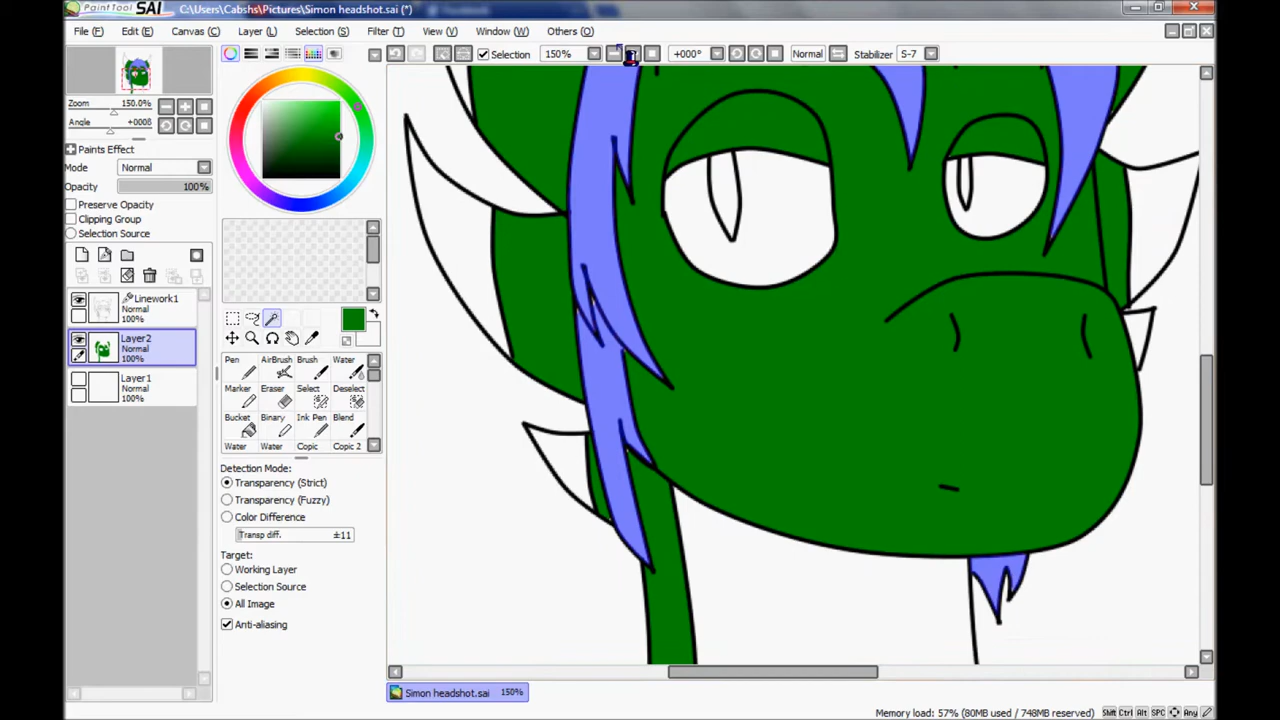 PaintTool SAI C:\Users\Cabshs\Pictures\Simon headshot.sai (*)
File (F) Edit (E) Canvas (C) Layer (L) Selection (S) Filter (T) View (V) Window (W) Others (O)
Selection 150% +000° Normal Stabilizer S-7
Zoom 150.0%
Angle +000ß
Paints Effect
Mode Normal
Opacity 100%
Preserve Opacity
Clipping Group
Selection Source
Linework1
Normal
100%
Layer2
Normal
100%
Layer1
Normal
100%
Pen AirBrush Brush Water
Marker Eraser Select Deselect
Bucket Binary Ink Pen Blend
Water Water Copic Copic 2
Detection Mode:
Transparency (Strict)
Transparency (Fuzzy)
Color Difference
Transp diff. ±11
Target:
Working Layer
Selection Source
All Image
Anti-aliasing
Simon headshot.sai 150%
Memory load: 57% (80MB used / 748MB reserved) Shift Ctrl Alt SPC Any